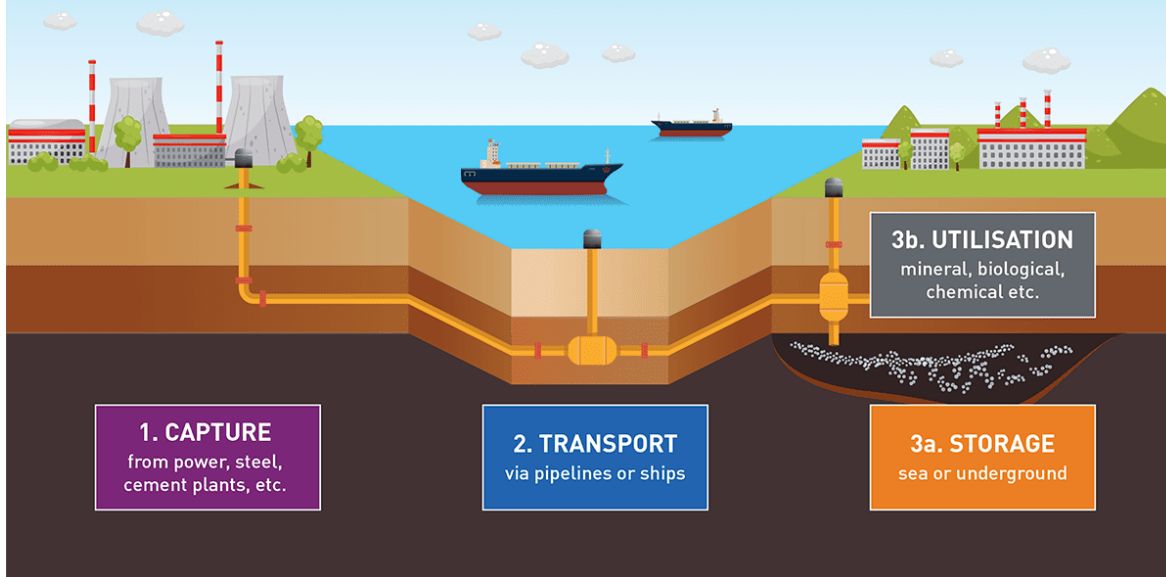 1. CAPTURE
from power, steel,
cement plants, etc.
2. TRANSPORT
via pipelines or ships
3b. UTILISATION
mineral, biological,
chemical etc.
3a. STORAGE
sea or underground